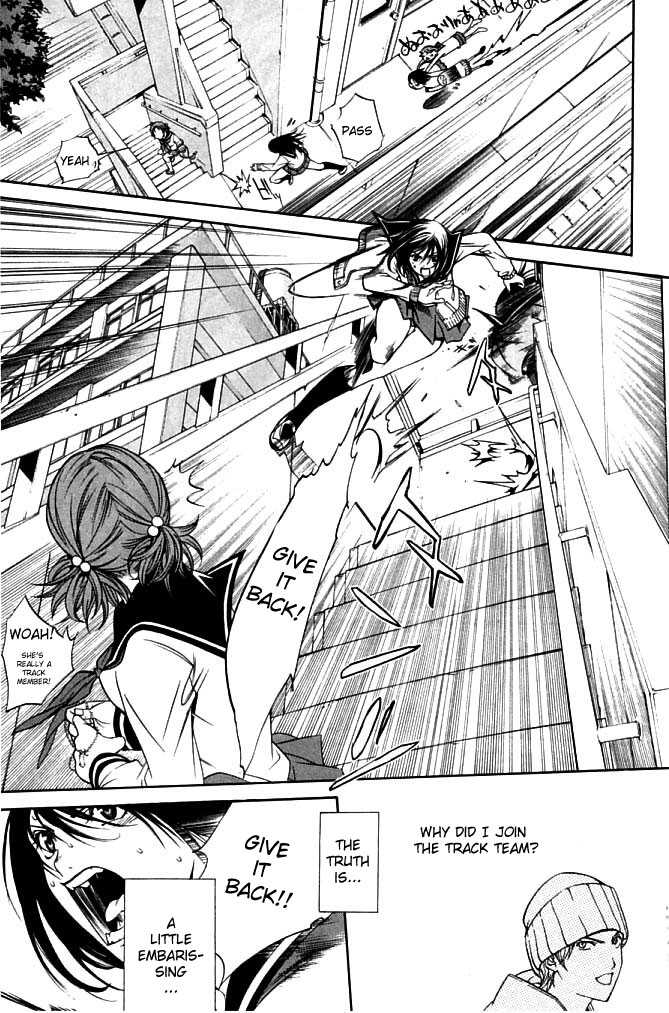 PASS
YEAH
GIVE
IT
BACK!
WOAH!
SHE'S
REALLY A
TRACK
MEMBER!
WHY DID I JOIN
THE TRACK TEAM?
THE
TRUTH
IS...
GIVE
IT
BACK!!
A
LITTLE
EMBARIS-
SING
...